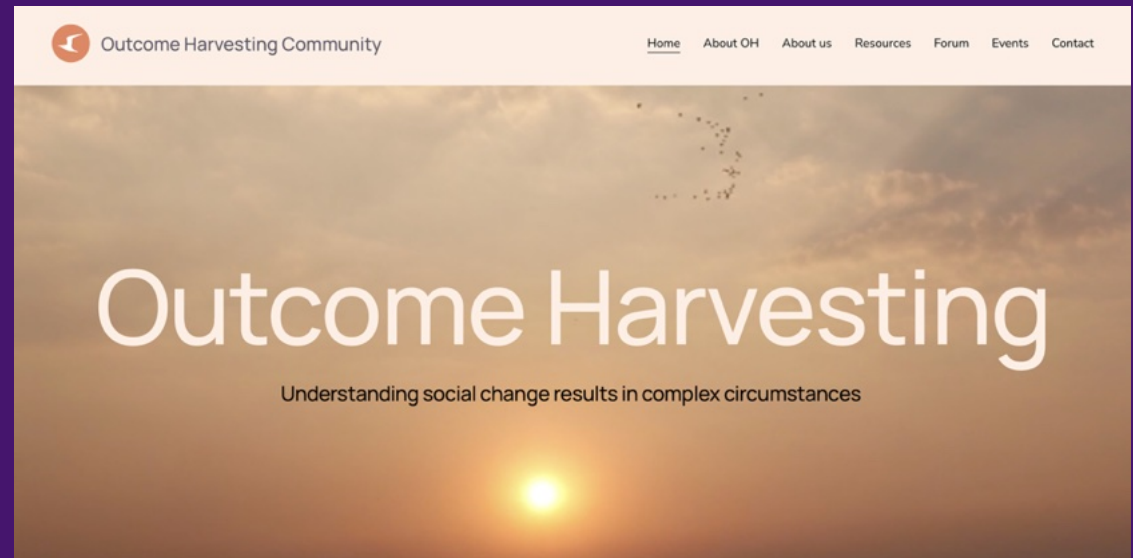 Outcome Harvesting Community
Home About OH About us Resources Forum Events Contact
Outcome Harvesting
Understanding social change results in complex circumstances